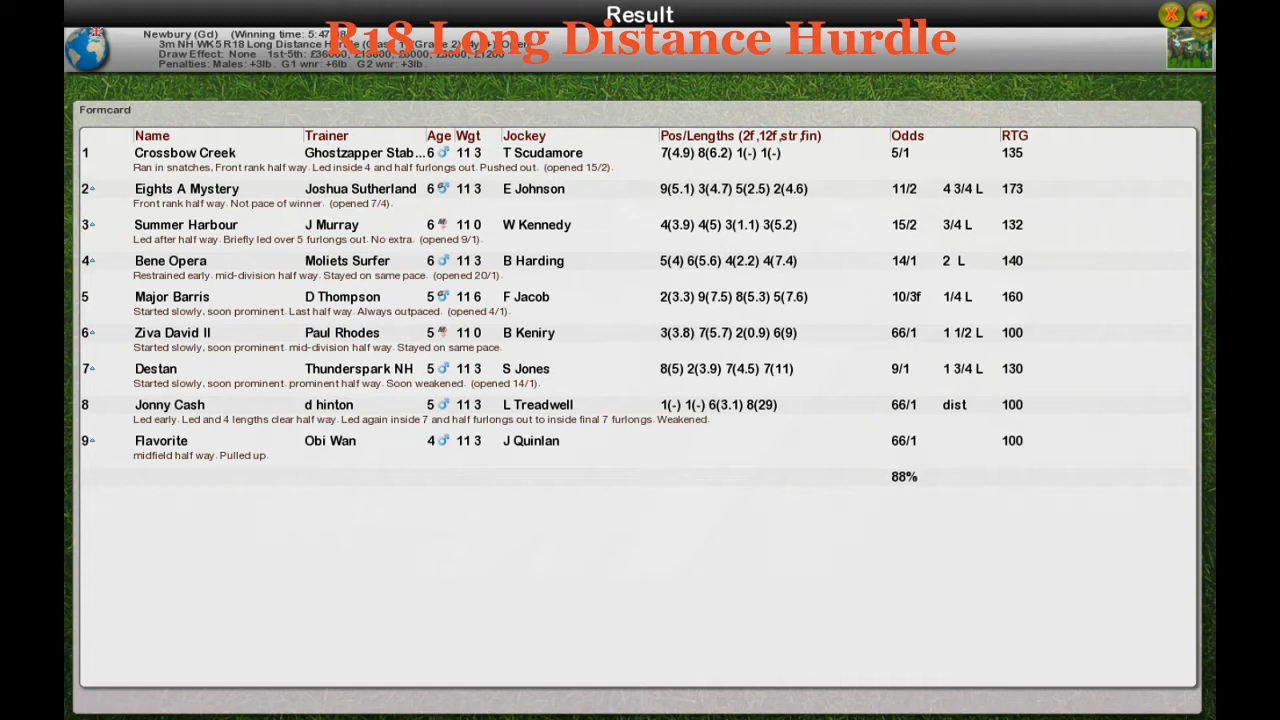 Result
R18 Long Distance Hurdle
Newbury (Gd) (Winning time: 5:47
3m NH WK5 R18 Long Distance
Draw Effect: None 1st-5th: £36000,
Penalties: Males: +3lb. G1 wnr: +6lb. G2 wnr: +3lb.
Formcard
Name Trainer Age Wgt Jockey Pos/Lengths (2f,12f,str,fin) Odds RTG
1 Crossbow Creek Ghostzapper Stab... 6 11 3 T Scudamore 7(4.9) 8(6.2) 1(-) 1(-) 5/1 135
Ran in snatches, Front rank half way. Led inside 4 and half furlongs out. Pushed out. (opened 15/2).
2 Eights A Mystery Joshua Sutherland 6 11 3 E Johnson 9(5.1) 3(4.7) 5(2.5) 2(4.6) 11/2 4 3/4 L 173
Front rank half way. Not pace of winner. (opened 7/4).
3 Summer Harbour J Murray 6 11 0 W Kennedy 4(3.9) 4(5) 3(1.1) 3(5.2) 15/2 3/4 L 132
Led after half way. Briefly led over 5 furlongs out. No extra. (opened 9/1).
4 Bene Opera Moliets Surfer 6 11 3 B Harding 5(4) 6(5.6) 4(2.2) 4(7.4) 14/1 2 L 140
Restrained early. mid-division half way. Stayed on same pace. (opened 20/1).
5 Major Barris D Thompson 5 11 6 F Jacob 2(3.3) 9(7.5) 8(5.3) 5(7.6) 10/3f 1/4 L 160
Started slowly, soon prominent. Last half way. Always outpaced. (opened 4/1).
6 Ziva David II Paul Rhodes 5 11 0 B Keniry 3(3.8) 7(5.7) 2(0.9) 6(9) 66/1 1 1/2 L 100
Started slowly, soon prominent. mid-division half way. Stayed on same pace.
7 Destan Thunderspark NH 5 11 3 S Jones 8(5) 2(3.9) 7(4.5) 7(11) 9/1 1 3/4 L 130
Started slowly, soon prominent. prominent half way. Soon weakened. (opened 14/1).
8 Jonny Cash d hinton 5 11 3 L Treadwell 1(-) 1(-) 6(3.1) 8(29) 66/1 dist 100
Led early. Led and 4 lengths clear half way. Led again inside 7 and half furlongs out to inside final 7 furlongs. Weakened.
9 Flavorite Obi Wan 4 11 3 J Quinlan 66/1 100
midfield half way. Pulled up.
88%